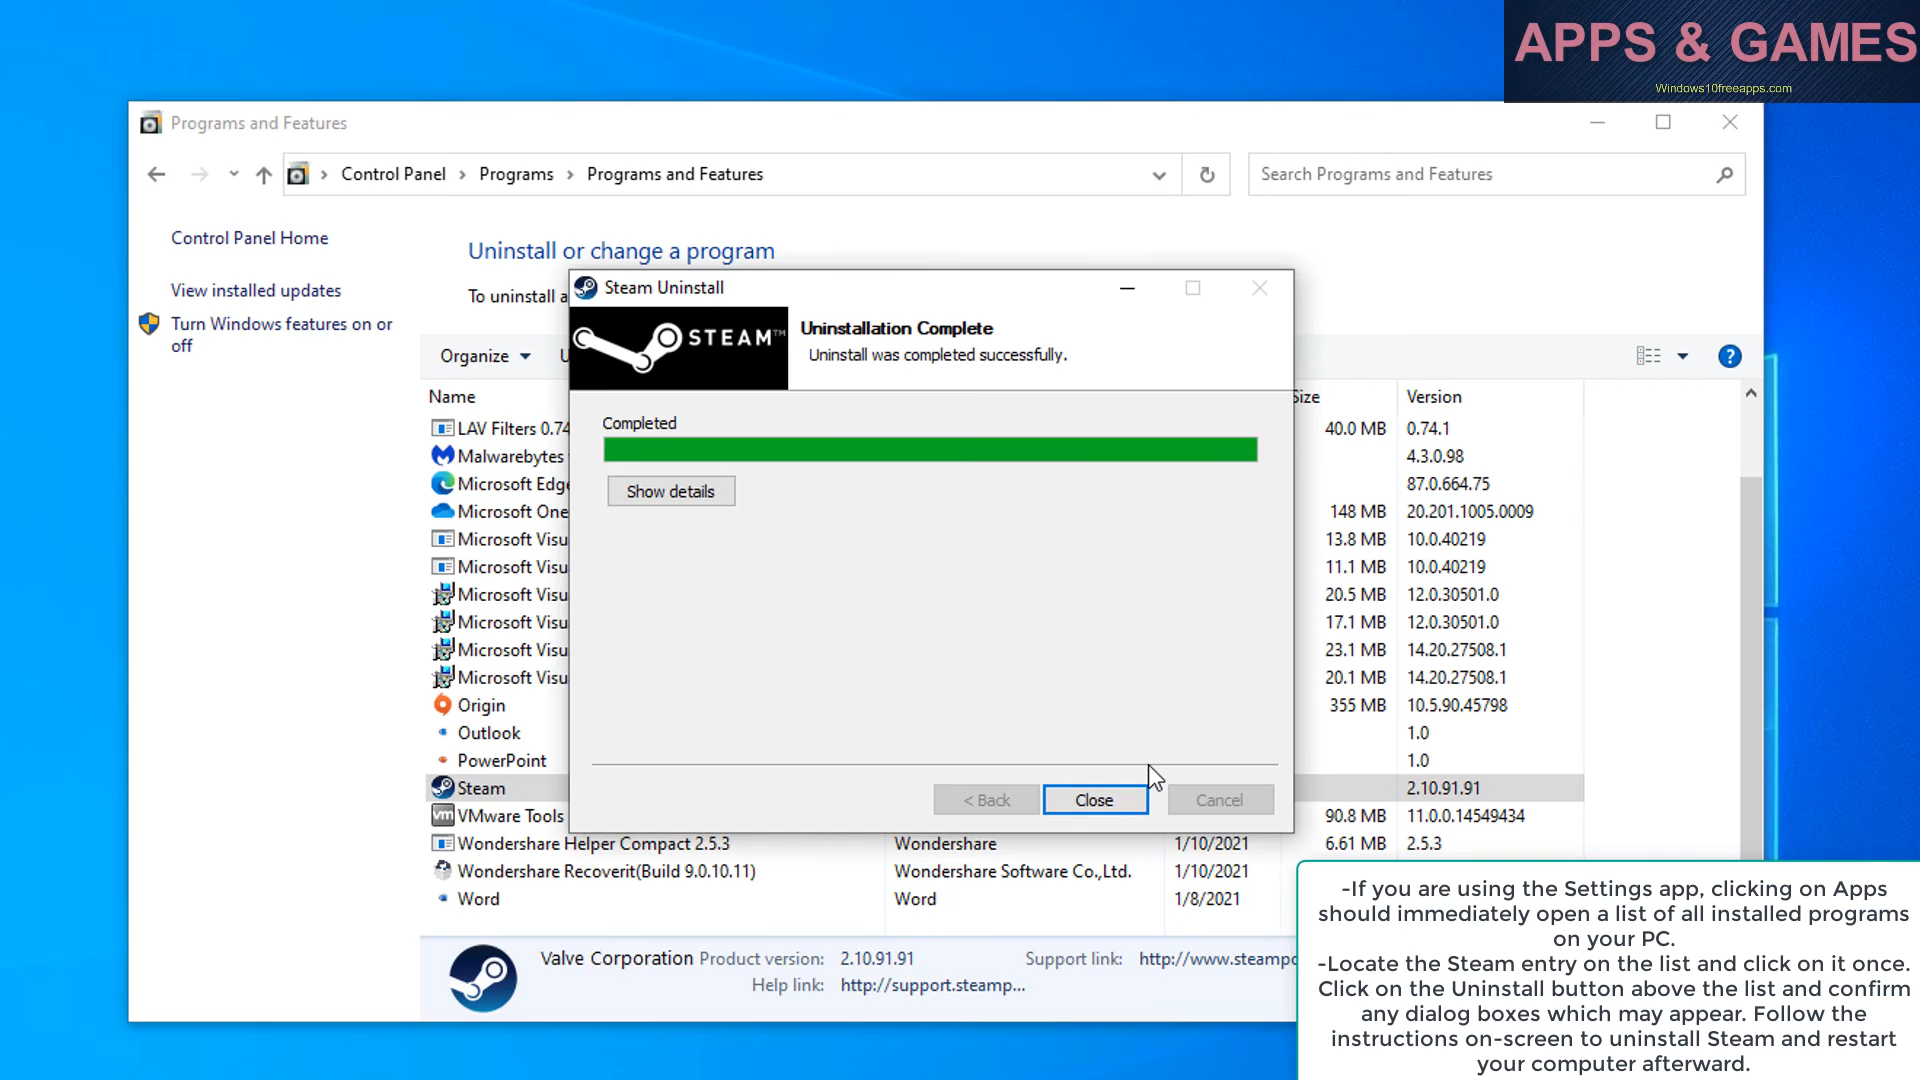 APPS & GAMES
Windows10freeapps.com
Programs and Features
Control Panel > Programs > Programs and Features
Search Programs and Features
Control Panel Home
View installed updates
Turn Windows features on or
off
Uninstall or change a program
To uninstall a
Organize
U
Steam Uninstall
STEAM™
Uninstallation Complete
Uninstall was completed successfully.
Completed
Show details
< Back
Close
Cancel
Name
Size
Version
LAV Filters 0.74 40.0 MB 0.74.1
Malwarebytes 4.3.0.98
Microsoft Edge 87.0.664.75
Microsoft One 148 MB 20.201.1005.0009
Microsoft Visu 13.8 MB 10.0.40219
Microsoft Visu 11.1 MB 10.0.40219
Microsoft Visu 20.5 MB 12.0.30501.0
Microsoft Visu 17.1 MB 12.0.30501.0
Microsoft Visu 23.1 MB 14.20.27508.1
Microsoft Visu 20.1 MB 14.20.27508.1
Origin 355 MB 10.5.90.45798
Outlook 1.0
PowerPoint 1.0
Steam 2.10.91.91
VMware Tools 90.8 MB 11.0.0.14549434
Wondershare Helper Compact 2.5.3 Wondershare 1/10/2021 6.61 MB 2.5.3
Wondershare Recoverit(Build 9.0.10.11) Wondershare Software Co.,Ltd. 1/10/2021
Word Word 1/8/2021
Valve Corporation Product version: 2.10.91.91 Support link: http://www.steampo
Help link: http://support.steamp...
-If you are using the Settings app, clicking on Apps
should immediately open a list of all installed programs
on your PC.
-Locate the Steam entry on the list and click on it once.
Click on the Uninstall button above the list and confirm
any dialog boxes which may appear. Follow the
instructions on-screen to uninstall Steam and restart
your computer afterward.